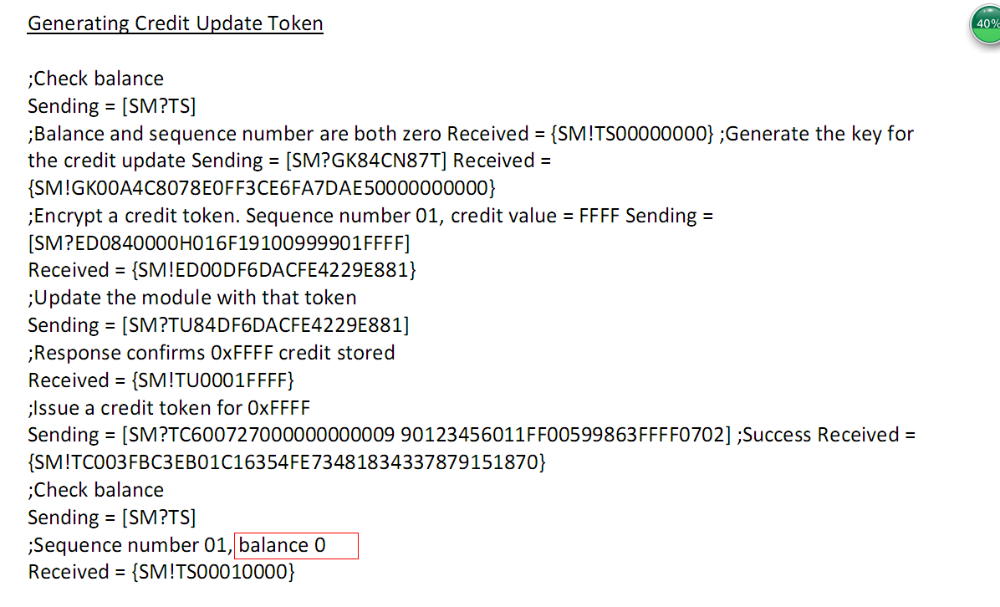 Generating Credit Update Token
40%
;Check balance
Sending = [SM?TS]
;Balance and sequence number are both zero Received = {SM!TS00000000} ;Generate the key for
the credit update Sending = [SM?GK84CN87T] Received =
{SM!GK00A4C8078E0FF3CE6FA7DAE50000000000}
;Encrypt a credit token. Sequence number 01, credit value = FFFF Sending =
[SM?ED0840000H016F19100999901FFFF]
Received = {SM!ED00DF6DACFE4229E881}
;Update the module with that token
Sending = [SM?TU84DF6DACFE4229E881]
;Response confirms 0xFFFF credit stored
Received = {SM!TU0001FFFF}
;Issue a credit token for 0xFFFF
Sending = [SM?TC600727000000000009 90123456011FF00599863FFFF0702] ;Success Received =
{SM!TC003FBC3EB01C16354FE73481834337879151870}
;Check balance
Sending = [SM?TS]
;Sequence number 01, balance 0
Received = {SM!TS00010000}